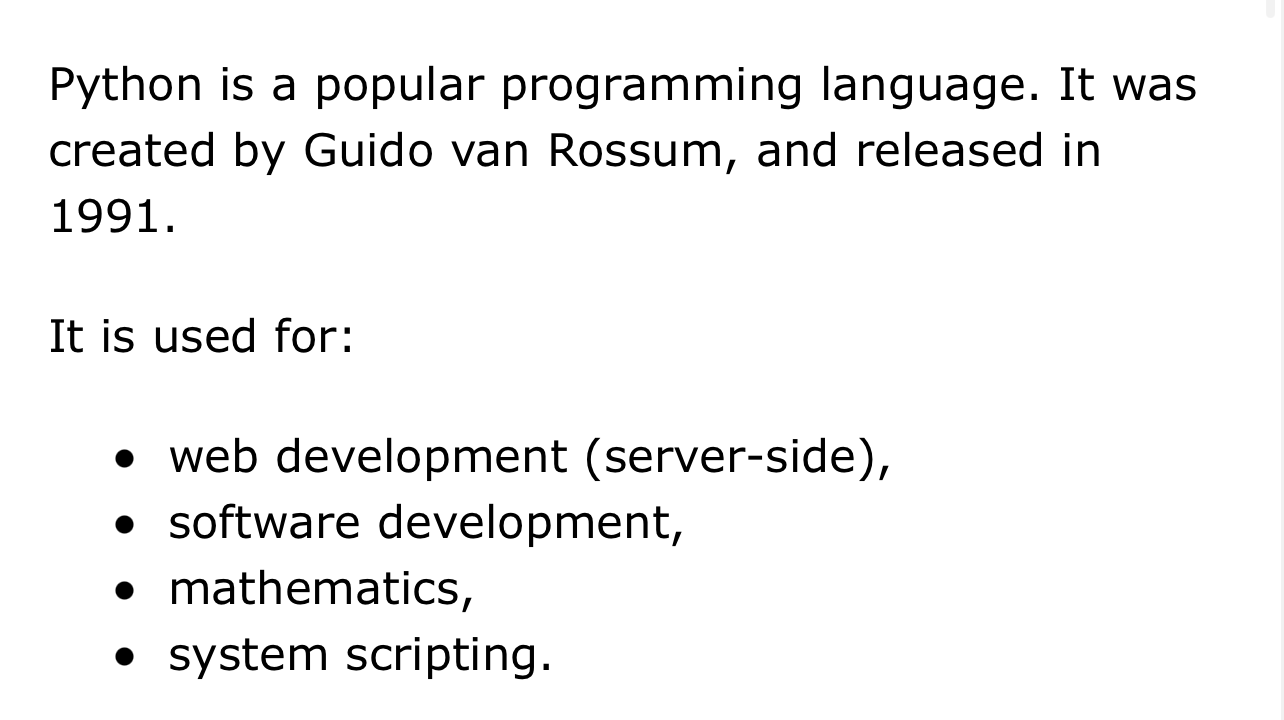 Python is a popular programming language. It was
created by Guido van Rossum, and released in
1991.
It is used for:
• web development (server-side),
• software development,
• mathematics,
• system scripting.